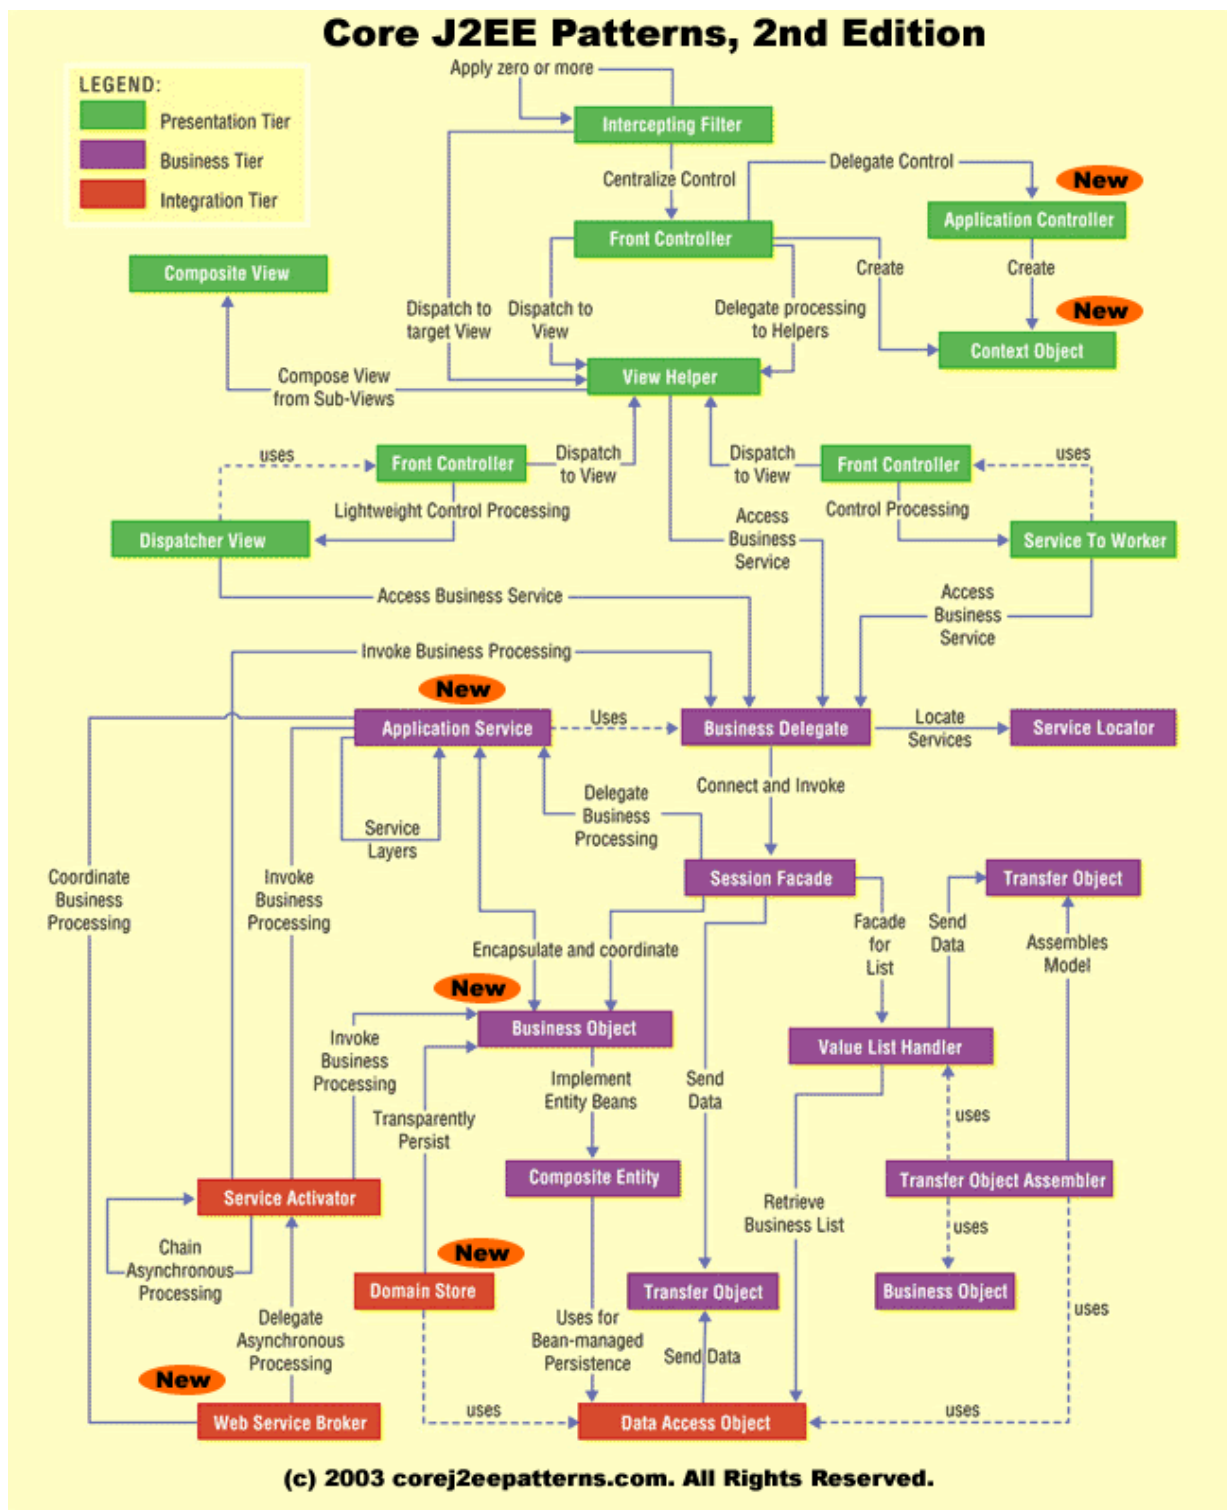 Core J2EE Patterns, 2nd Edition
LEGEND:
Presentation Tier
Business Tier
Integration Tier
Apply zero or more
Intercepting Filter
Centralize Control
Delegate Control
New
Application Controller
Front Controller
Composite View
Create
Create
New
Dispatch to
target View
Dispatch to
View
Delegate processing
to Helpers
Context Object
View Helper
Compose View
from Sub-Views
uses
Front Controller
Dispatch
to View
Dispatch
to View
Front Controller
uses
Lightweight Control Processing
Control Processing
Dispatcher View
Access
Business
Service
Service To Worker
Access Business Service
Access
Business
Service
Invoke Business Processing
New
Application Service
Uses
Business Delegate
Locate
Services
Service Locator
Connect and Invoke
Delegate
Business
Processing
Service
Layers
Coordinate
Business
Processing
Invoke
Business
Processing
Session Facade
Transfer Object
Facade
for
List
Send
Data
Assembles
Model
Encapsulate and coordinate
New
Business Object
Invoke
Business
Processing
Value List Handler
Implement
Entity Beans
Send
Data
Transparently
Persist
uses
Composite Entity
Transfer Object Assembler
Service Activator
Retrieve
Business List
uses
Chain
Asynchronous
Processing
New
Domain Store
Transfer Object
Business Object
uses
Delegate
Asynchronous
Processing
Uses for
Bean-managed
Persistence
Send Data
New
Web Service Broker
uses
Data Access Object
uses
(c) 2003 corej2eepatterns.com. All Rights Reserved.